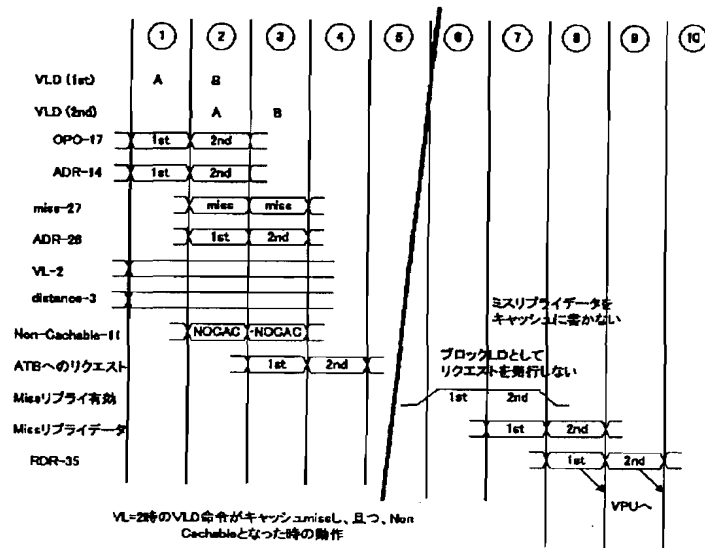 ① ② ③ ④ ⑤ ⑥ ⑦ ⑧ ⑨ ⑩
VLD (1st) A B
VLD (2nd) A B
OPO-17 1st 2nd
ADR-14 1st 2nd
miss-27 miss miss
ADR-26 1st 2nd
VL-2
distance-3
ミスリプライデータを
キャッシュに書かない
Non-Cachable-11 NOCAC NOCAC
ATBへのリクエスト 1st 2nd
ブロックLDとして
リクエストを発行しない
Missリプライ有効 1st 2nd
Missリプライデータ 1st 2nd
RDR-35 1st 2nd
VPUへ
VL=2時のVLD命令がキャッシュmissし、且つ、Non
Cachableとなった時の動作